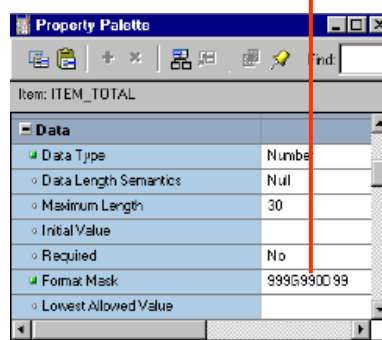 Property Palette
Find:
Item: ITEM_TOTAL
Data
Data Type Number
Data Length Semantics Null
Maximum Length 30
Initial Value
Required No
Format Mask 999G990D99
Lowest Allowed Value